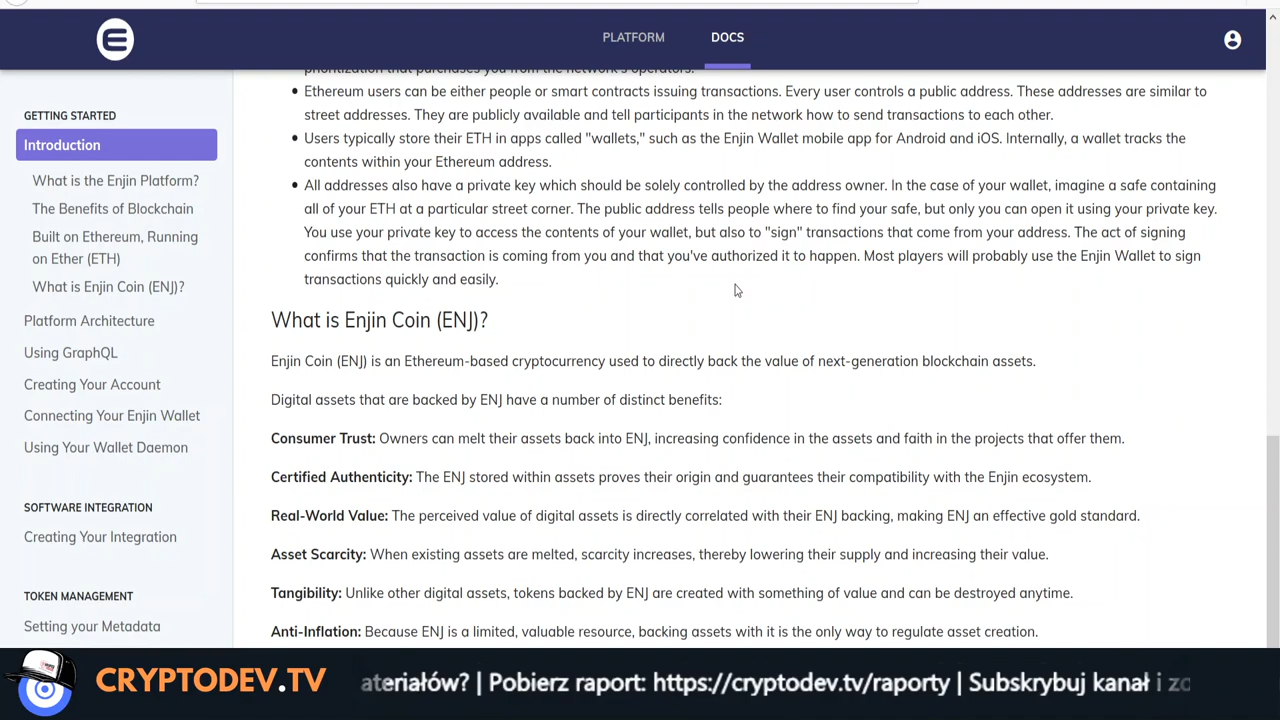 PLATFORM
DOCS
GETTING STARTED
Introduction
What is the Enjin Platform?
The Benefits of Blockchain
Built on Ethereum, Running
on Ether (ETH)
What is Enjin Coin (ENJ)?
Platform Architecture
Using GraphQL
Creating Your Account
Connecting Your Enjin Wallet
Using Your Wallet Daemon
SOFTWARE INTEGRATION
Creating Your Integration
TOKEN MANAGEMENT
Setting your Metadata
prioritization that purchases you from the network's operators.
• Ethereum users can be either people or smart contracts issuing transactions. Every user controls a public address. These addresses are similar to
street addresses. They are publicly available and tell participants in the network how to send transactions to each other.
• Users typically store their ETH in apps called "wallets," such as the Enjin Wallet mobile app for Android and iOS. Internally, a wallet tracks the
contents within your Ethereum address.
• All addresses also have a private key which should be solely controlled by the address owner. In the case of your wallet, imagine a safe containing
all of your ETH at a particular street corner. The public address tells people where to find your safe, but only you can open it using your private key.
You use your private key to access the contents of your wallet, but also to "sign" transactions that come from your address. The act of signing
confirms that the transaction is coming from you and that you've authorized it to happen. Most players will probably use the Enjin Wallet to sign
transactions quickly and easily.
What is Enjin Coin (ENJ)?
Enjin Coin (ENJ) is an Ethereum-based cryptocurrency used to directly back the value of next-generation blockchain assets.
Digital assets that are backed by ENJ have a number of distinct benefits:
Consumer Trust: Owners can melt their assets back into ENJ, increasing confidence in the assets and faith in the projects that offer them.
Certified Authenticity: The ENJ stored within assets proves their origin and guarantees their compatibility with the Enjin ecosystem.
Real-World Value: The perceived value of digital assets is directly correlated with their ENJ backing, making ENJ an effective gold standard.
Asset Scarcity: When existing assets are melted, scarcity increases, thereby lowering their supply and increasing their value.
Tangibility: Unlike other digital assets, tokens backed by ENJ are created with something of value and can be destroyed anytime.
Anti-Inflation: Because ENJ is a limited, valuable resource, backing assets with it is the only way to regulate asset creation.
CRYPTODEV.TV
ateriałów? | Pobierz raport: https://cryptodev.tv/raporty | Subskrybuj kanał i